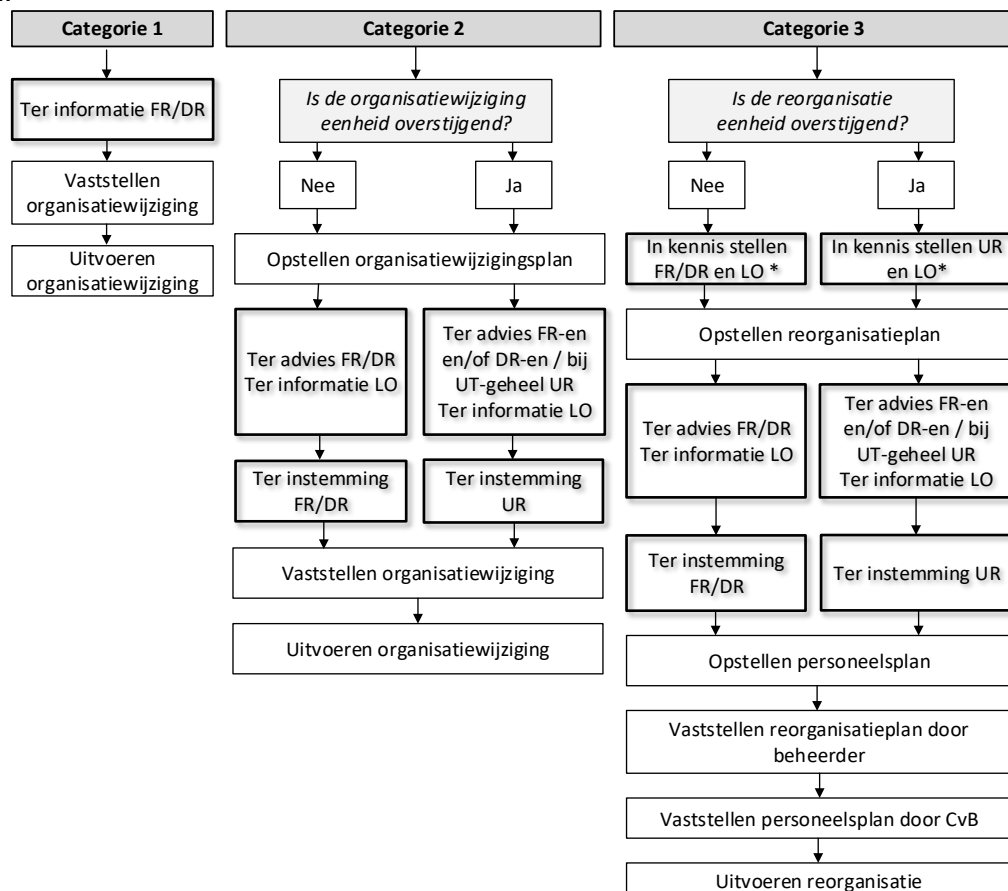 Categorie 1
Ter informatie FR/DR
Vaststellen
organisatiewijziging
Uitvoeren
organisatiewijziging
Categorie 2
Is de organisatiewijziging
eenheid overstijgend?
Nee
Ja
Opstellen organisatiewijzigingsplan
Ter advies FR/DR
Ter informatie LO
Ter advies FR-en
en/of DR-en / bij
UT-geheel UR
Ter informatie LO
Ter instemming
FR/DR
Ter instemming
UR
Vaststellen organisatiewijziging
Uitvoeren organisatiewijziging
Categorie 3
Is de reorganisatie
eenheid overstijgend?
Nee
Ja
In kennis stellen
FR/DR en LO *
In kennis stellen UR
en LO*
Opstellen reorganisatieplan
Ter advies FR/DR
Ter informatie LO
Ter advies FR-en
en/of DR-en / bij
UT-geheel UR
Ter informatie LO
Ter instemming
FR/DR
Ter instemming UR
Opstellen personeelsplan
Vaststellen reorganisatieplan door
beheerder
Vaststellen personeelsplan door CvB
Uitvoeren reorganisatie